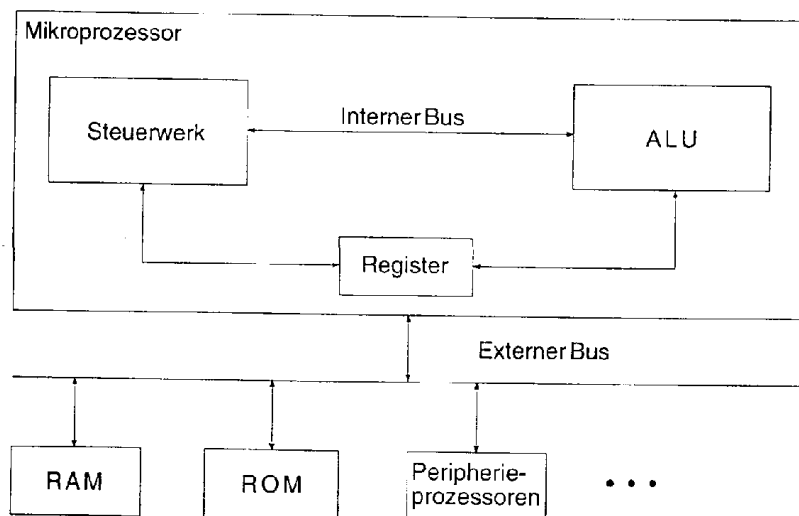 Mikroprozessor
Steuerwerk
Interner Bus
ALU
Register
Externer Bus
RAM
ROM
Peripherie-
prozessoren
• • •